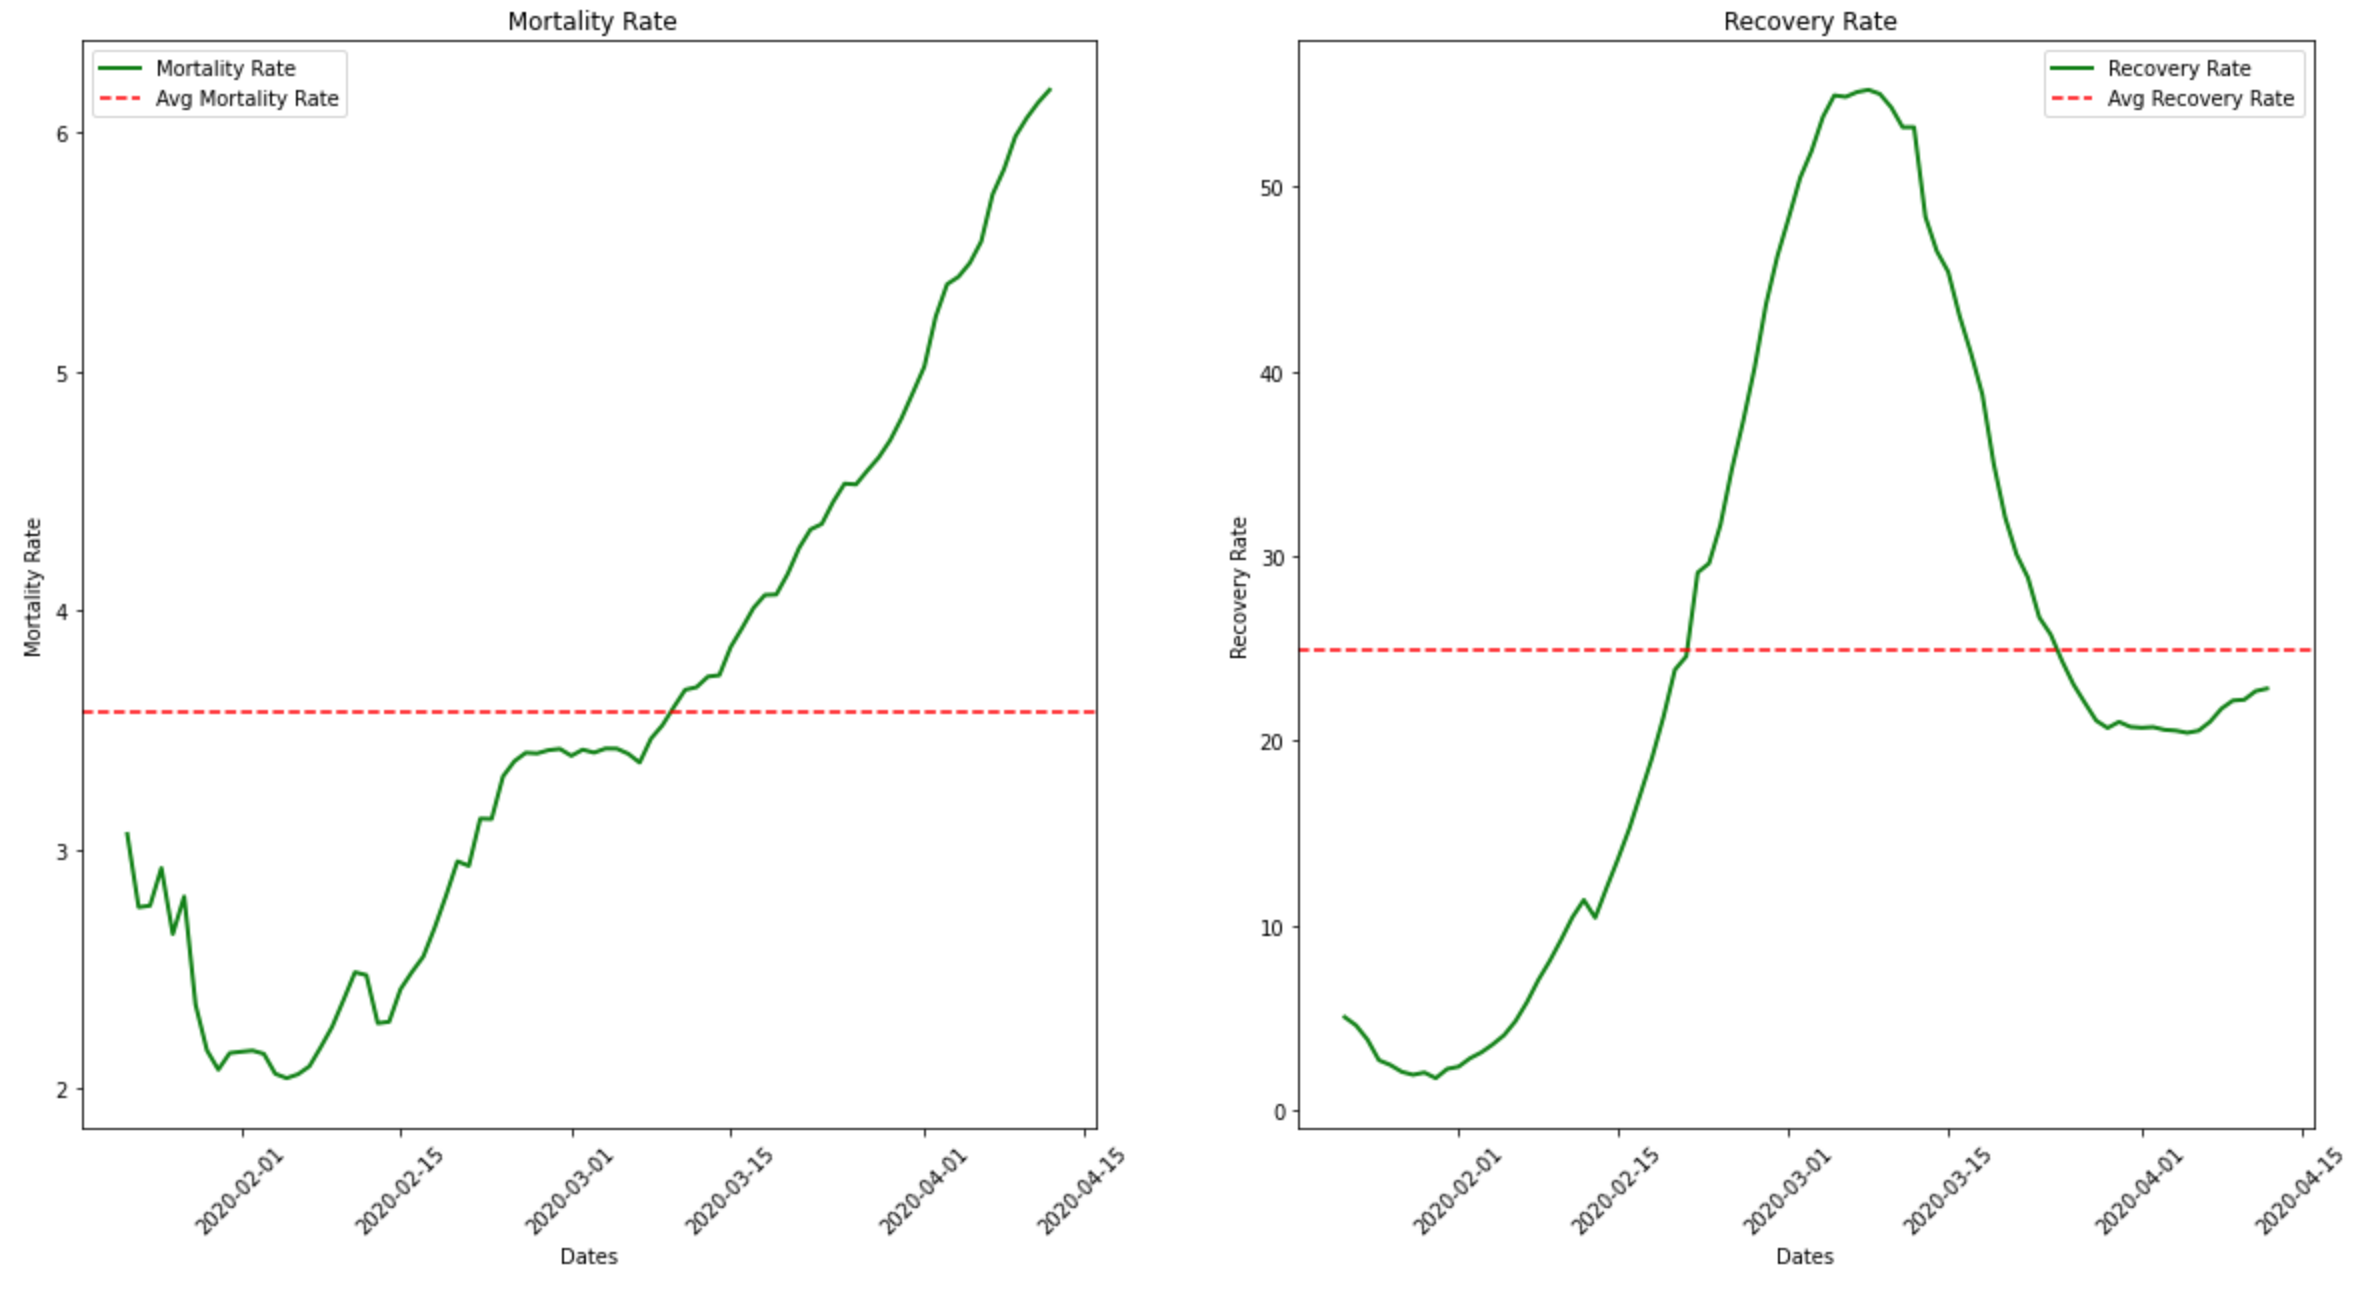 Mortality Rate
Mortality Rate
Avg Mortality Rate
6
5
4
3
2
Mortality Rate
2020-02-01
2020-02-15
2020-03-01
2020-03-15
2020-04-01
2020-04-15
Dates
Recovery Rate
Recovery Rate
Avg Recovery Rate
50
40
30
20
10
0
Recovery Rate
2020-02-01
2020-02-15
2020-03-01
2020-03-15
2020-04-01
2020-04-15
Dates